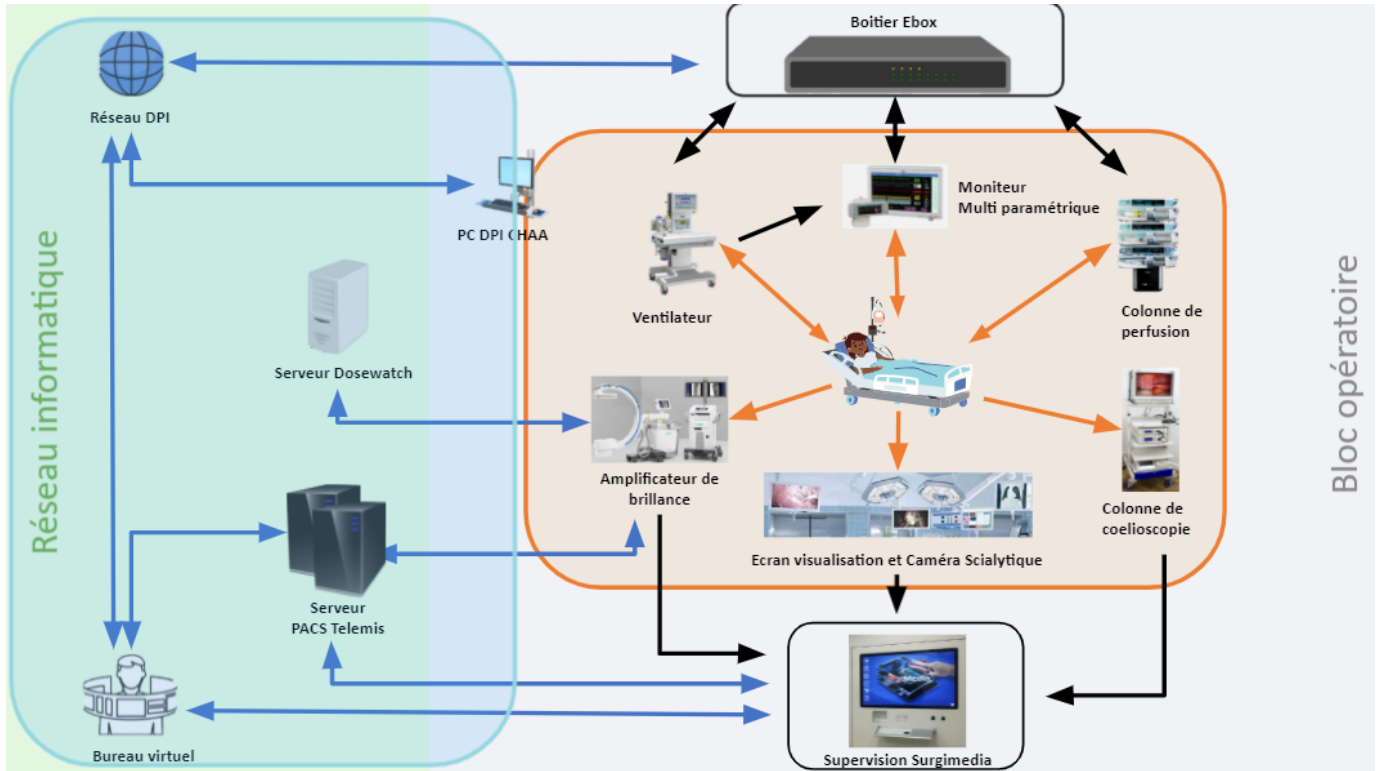 Boitier Ebox
Réseau DPI
Moniteur
Multi paramétrique
PC DPI CHAA
Réseau informatique
Bloc opératoire
Ventilateur
Colonne de
perfusion
Serveur Dosewatch
Amplificateur de
brillance
Colonne de
coelioscopie
Ecran visualisation et Caméra Scialytique
Serveur
PACS Telemis
Bureau virtuel
Supervision Surgimedia